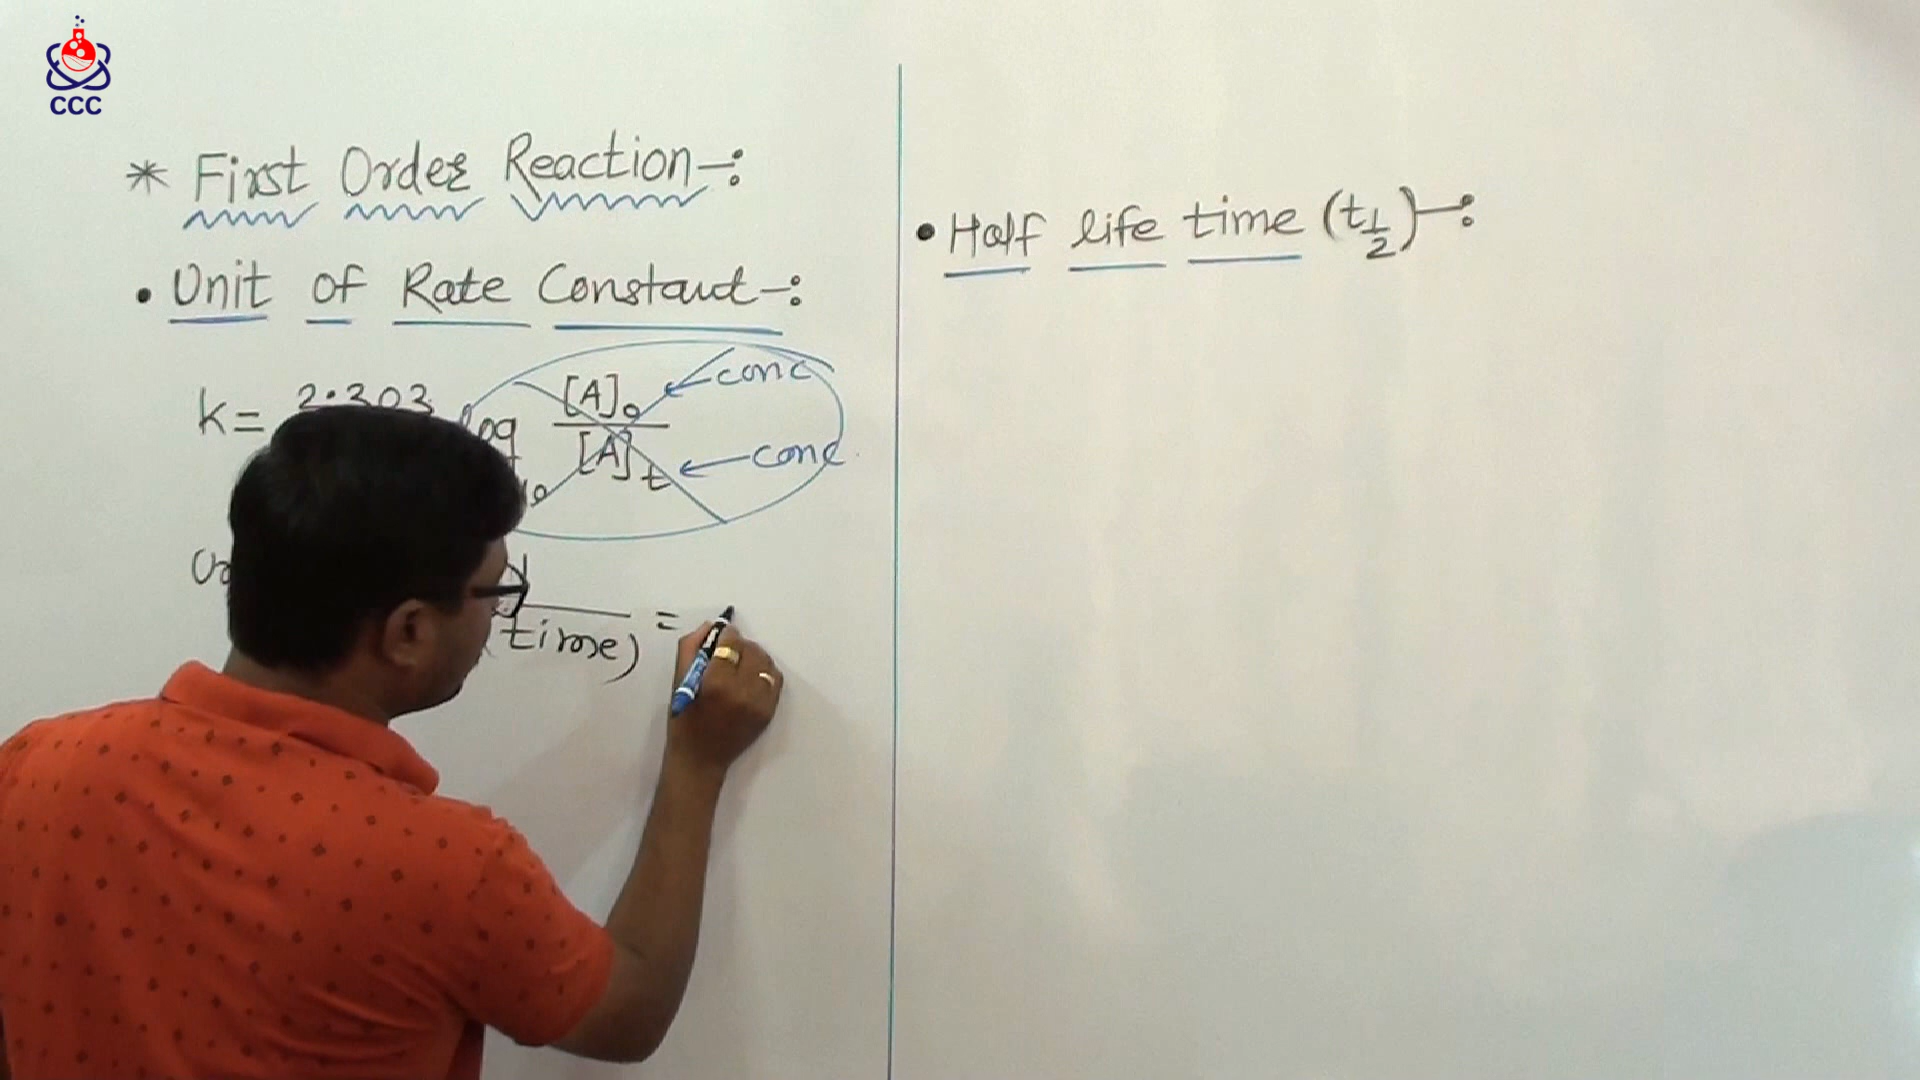 CCC
* First Order Reaction-:
• Unit of Rate Constant-:
k= 2.303 log [A]₀ / [A]t
conc
conc
1 / (time) =
• Half life time (t½)-: